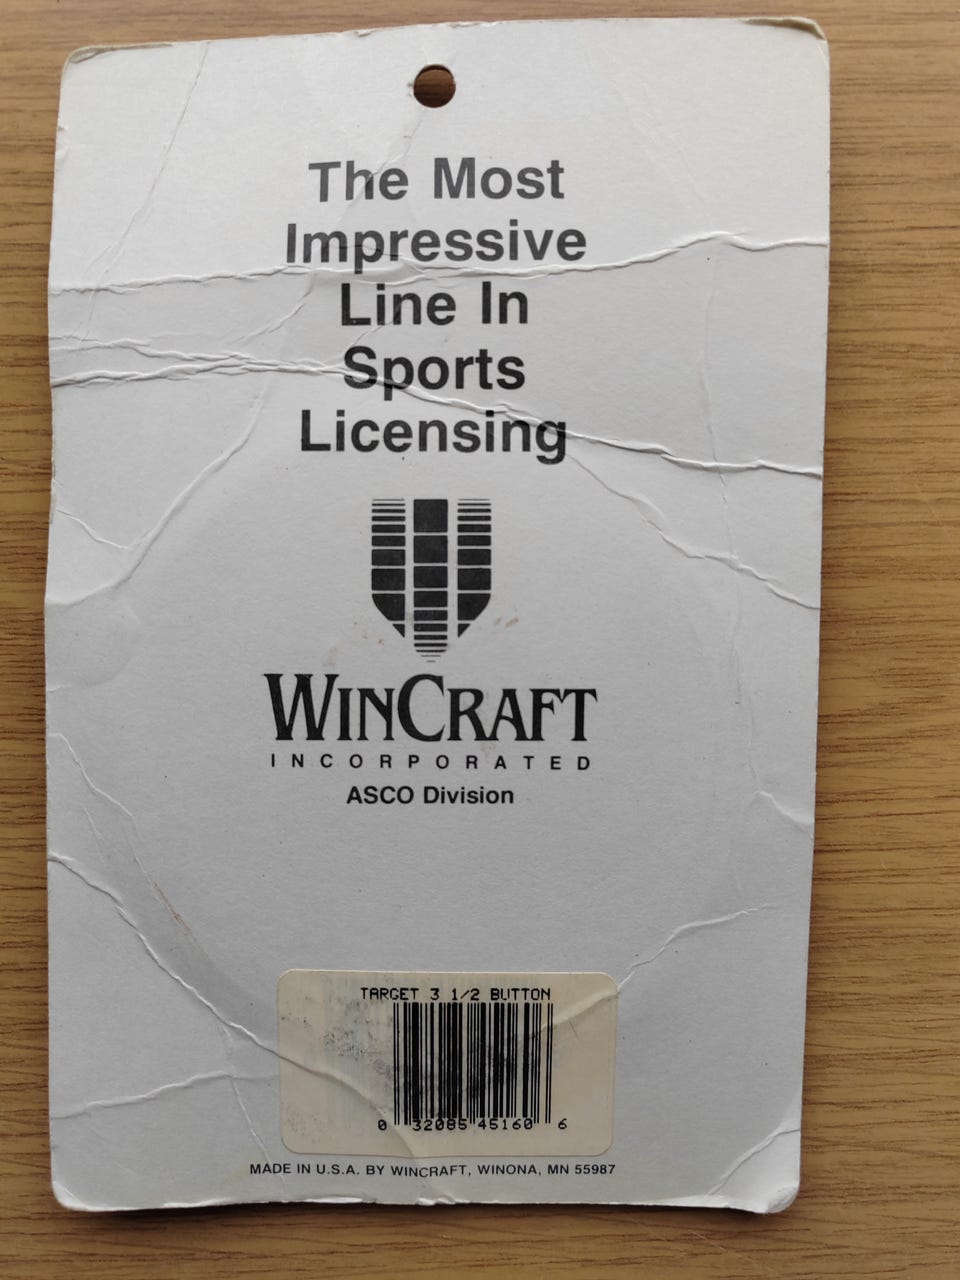 The Most
Impressive
Line In
Sports
Licensing
WINCRAFT
INCORPORATED
ASCO Division
TARGET 3 1/2 BUTTON
0 32085 45160 6
MADE IN U.S.A. BY WINCRAFT, WINONA, MN 55987